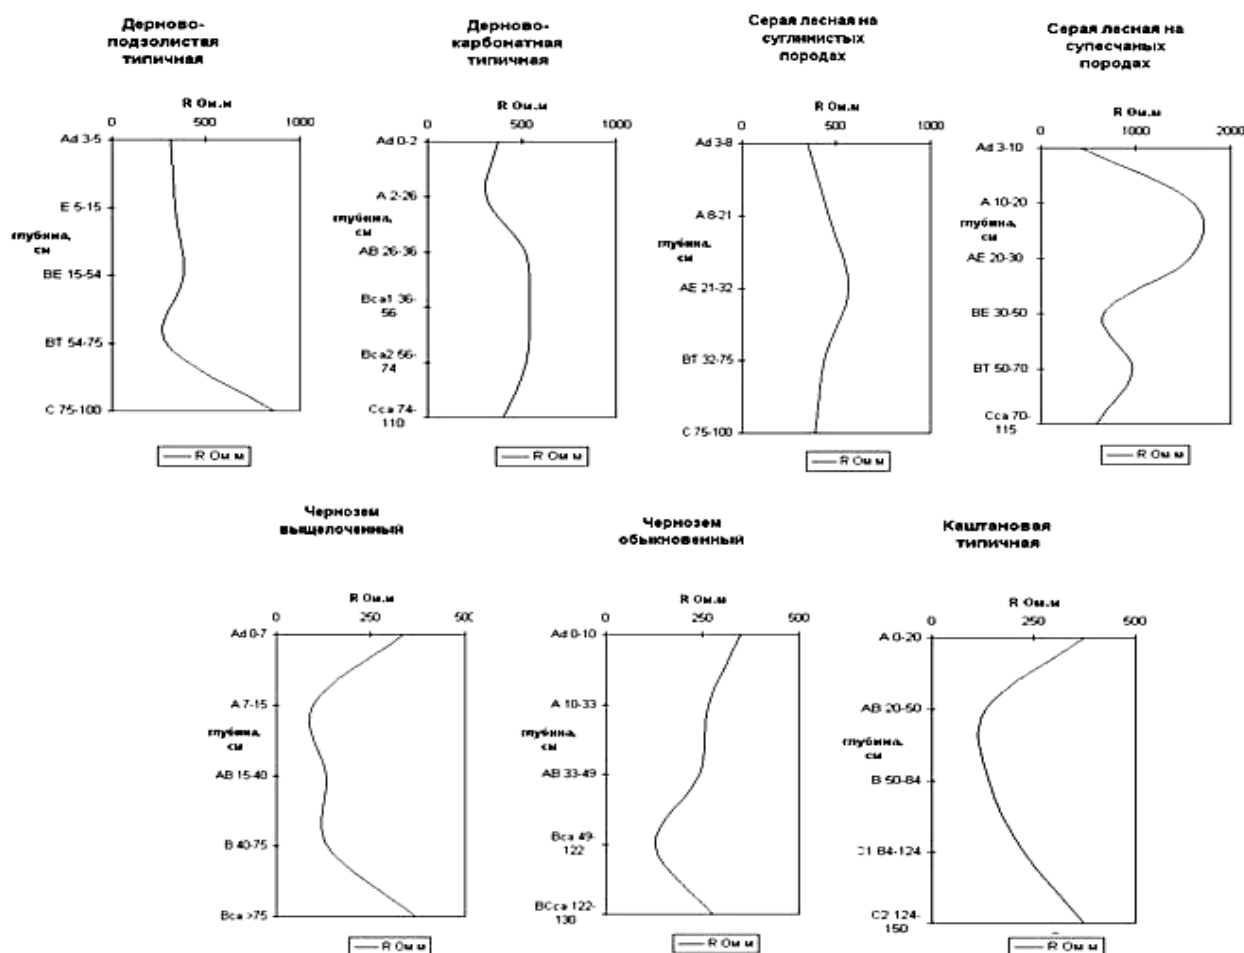 Дерново-
подзолистая
типичная
R Ом.м
0 500 1000
Ad 3-5
E 5-15
глубина,
см
BE 15-54
BT 54-75
C 75-100
R Ом м
Дерново-
карбонатная
типичная
R Ом.м
0 500 1000
Ad 0-2
A 2-26
глубина,
см
AB 26-36
Bca1 36-
56
Bca2 56-
74
Cca 74-
110
R Ом м
Серая лесная на
суглинистых
породах
R Ом.м
0 500 1000
Ad 3-8
A 8-21
глубина,
см
AE 21-32
BT 32-75
C 75-100
R Ом м
Серая лесная на
супесчаных
породах
R Ом.м
0 1000 2000
Ad 3-10
A 10-20
глубина,
см
AE 20-30
BE 30-50
BT 50-70
Cca 70-
115
R Ом м
Чернозем
выщелоченный
R Ом.м
0 250 500
Ad 0-7
A 7-15
глубина,
см
AB 15-40
B 40-75
Bca >75
R Ом м
Чернозем
обыкновенный
R Ом.м
0 250 500
Ad 0-10
A 10-33
глубина,
см
AB 33-49
Bca 49-
122
BCca 122-
130
R Ом м
Каштановая
типичная
R Ом.м
0 250 500
A 0-20
AB 20-50
глубина,
см
B 50-84
C1 84-124
C2 124-
150
R Ом м